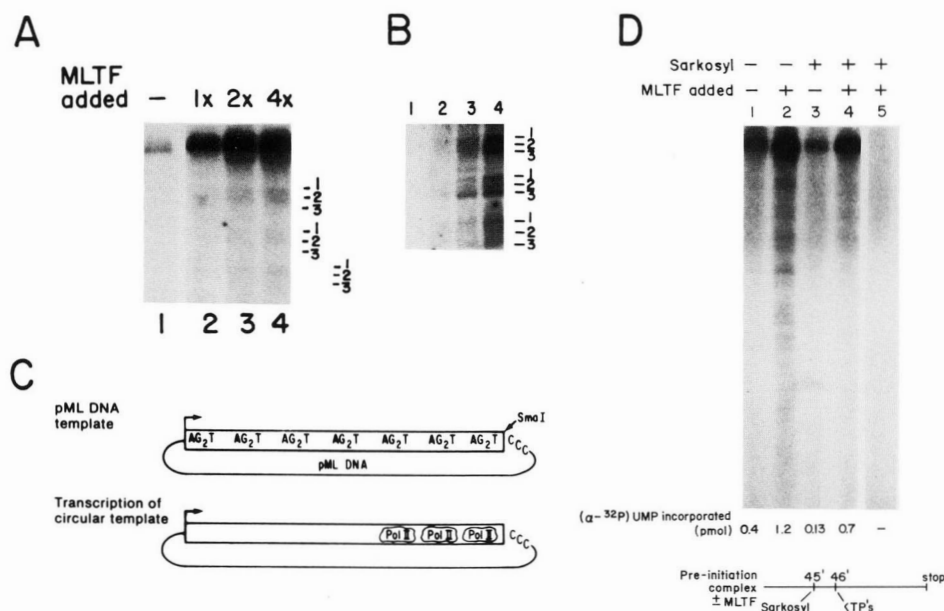 A
MLTF
added – 1x 2x 4x
-1
-2
-3
-1
-2
-3
-1
-2
-3
1 2 3 4
B
1 2 3 4
-1
-2
-3
-1
-2
-3
-1
-2
-3
C
pML DNA
template
SmaI
AG2T AG2T AG2T AG2T AG2T AG2T AG2T CCC
pML DNA
Transcription of
circular template
Pol II Pol II Pol II CCC
D
Sarkosyl – – + + +
MLTF added – + – + +
1 2 3 4 5
(α-32P) UMP incorporated
(pmol) 0.4 1.2 0.13 0.7 –
Pre-initiation
complex
± MLTF
45' 46' stop
Sarkosyl <TP's